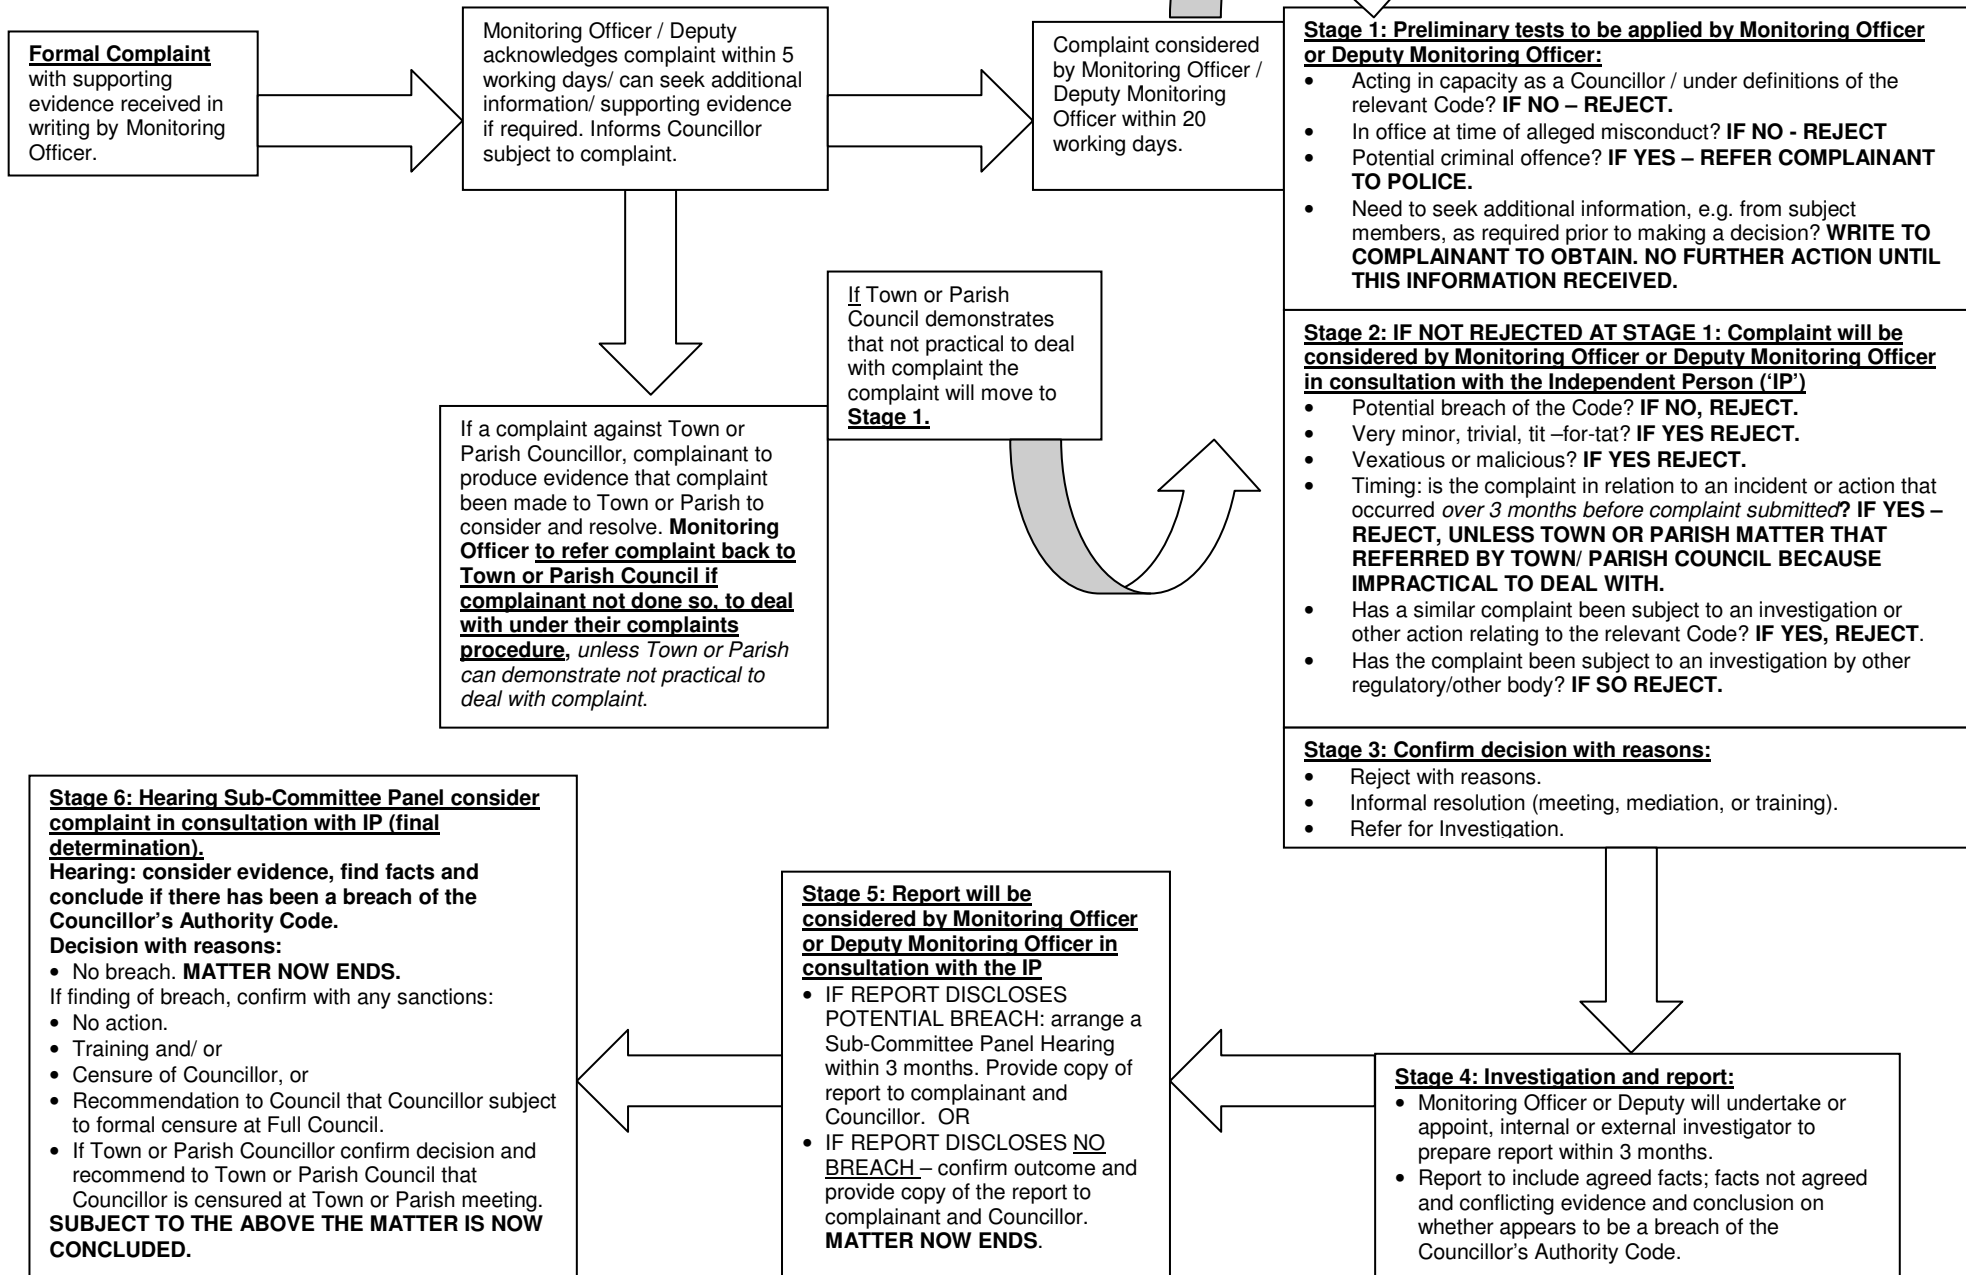 Formal Complaint
with supporting
evidence received in
writing by Monitoring
Officer.
Monitoring Officer / Deputy
acknowledges complaint within 5
working days/ can seek additional
information/ supporting evidence
if required. Informs Councillor
subject to complaint.
Complaint considered
by Monitoring Officer /
Deputy Monitoring
Officer within 20
working days.
Stage 1: Preliminary tests to be applied by Monitoring Officer
or Deputy Monitoring Officer:
• Acting in capacity as a Councillor / under definitions of the
relevant Code? IF NO – REJECT.
• In office at time of alleged misconduct? IF NO - REJECT
• Potential criminal offence? IF YES – REFER COMPLAINANT
TO POLICE.
• Need to seek additional information, e.g. from subject
members, as required prior to making a decision? WRITE TO
COMPLAINANT TO OBTAIN. NO FURTHER ACTION UNTIL
THIS INFORMATION RECEIVED.
If Town or Parish
Council demonstrates
that not practical to deal
with complaint the
complaint will move to
Stage 1.
If a complaint against Town or
Parish Councillor, complainant to
produce evidence that complaint
been made to Town or Parish to
consider and resolve. Monitoring
Officer to refer complaint back to
Town or Parish Council if
complainant not done so, to deal
with under their complaints
procedure, unless Town or Parish
can demonstrate not practical to
deal with complaint.
Stage 2: IF NOT REJECTED AT STAGE 1: Complaint will be
considered by Monitoring Officer or Deputy Monitoring Officer
in consultation with the Independent Person (‘IP’)
• Potential breach of the Code? IF NO, REJECT.
• Very minor, trivial, tit –for-tat? IF YES REJECT.
• Vexatious or malicious? IF YES REJECT.
• Timing: is the complaint in relation to an incident or action that
occurred over 3 months before complaint submitted? IF YES –
REJECT, UNLESS TOWN OR PARISH MATTER THAT
REFERRED BY TOWN/ PARISH COUNCIL BECAUSE
IMPRACTICAL TO DEAL WITH.
• Has a similar complaint been subject to an investigation or
other action relating to the relevant Code? IF YES, REJECT.
• Has the complaint been subject to an investigation by other
regulatory/other body? IF SO REJECT.
Stage 3: Confirm decision with reasons:
• Reject with reasons.
• Informal resolution (meeting, mediation, or training).
• Refer for Investigation.
Stage 4: Investigation and report:
• Monitoring Officer or Deputy will undertake or
appoint, internal or external investigator to
prepare report within 3 months.
• Report to include agreed facts; facts not agreed
and conflicting evidence and conclusion on
whether appears to be a breach of the
Councillor’s Authority Code.
Stage 5: Report will be
considered by Monitoring Officer
or Deputy Monitoring Officer in
consultation with the IP
• IF REPORT DISCLOSES
POTENTIAL BREACH: arrange a
Sub-Committee Panel Hearing
within 3 months. Provide copy of
report to complainant and
Councillor. OR
• IF REPORT DISCLOSES NO
BREACH – confirm outcome and
provide copy of the report to
complainant and Councillor.
MATTER NOW ENDS.
Stage 6: Hearing Sub-Committee Panel consider
complaint in consultation with IP (final
determination).
Hearing: consider evidence, find facts and
conclude if there has been a breach of the
Councillor’s Authority Code.
Decision with reasons:
• No breach. MATTER NOW ENDS.
If finding of breach, confirm with any sanctions:
• No action.
• Training and/ or
• Censure of Councillor, or
• Recommendation to Council that Councillor subject
to formal censure at Full Council.
• If Town or Parish Councillor confirm decision and
recommend to Town or Parish Council that
Councillor is censured at Town or Parish meeting.
SUBJECT TO THE ABOVE THE MATTER IS NOW
CONCLUDED.